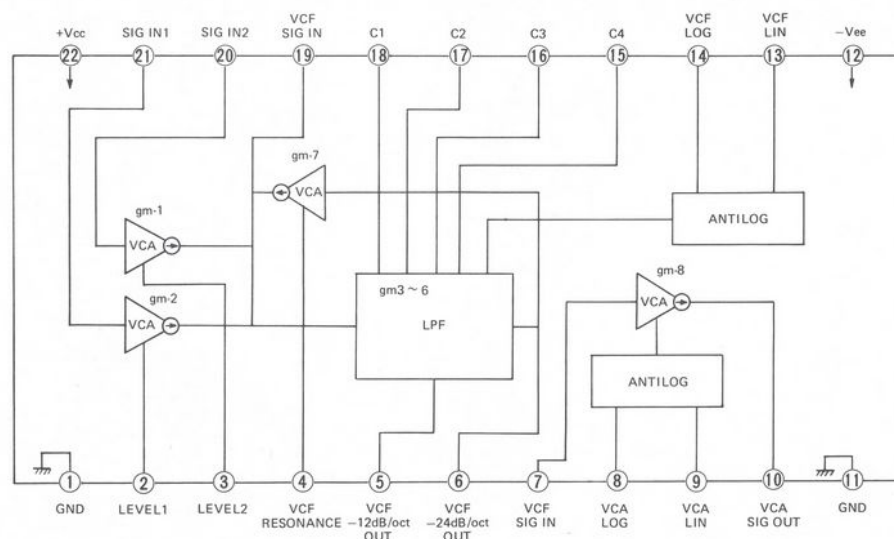 +Vcc
SIG IN1
SIG IN2
VCF
SIG IN
C1
C2
C3
C4
VCF
LOG
VCF
LIN
−Vee
22
21
20
19
18
17
16
15
14
13
12
gm-7
VCA
gm-1
VCA
ANTILOG
gm-2
VCA
gm3 ~ 6
LPF
gm-8
VCA
ANTILOG
1
2
3
4
5
6
7
8
9
10
11
GND
LEVEL1
LEVEL2
VCF
RESONANCE
VCF
−12dB/oct
OUT
VCF
−24dB/oct
OUT
VCF
SIG IN
VCA
LOG
VCA
LIN
VCA
SIG OUT
GND